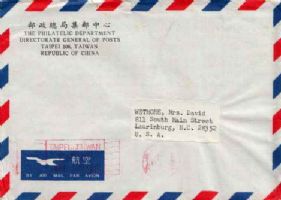 郵政總局集郵中心
THE PHILATELIC DEPARTMENT
DIRECTORATE GENERAL OF POSTS
TAIPEI 106, TAIWAN
REPUBLIC OF CHINA
WETMORE, Mrs. David
811 South Main Street
Laurinburg, N.C. 28352
U. S. A.
TAIPEI TAIWAN
航空
BY AIR MAIL PAR AVION